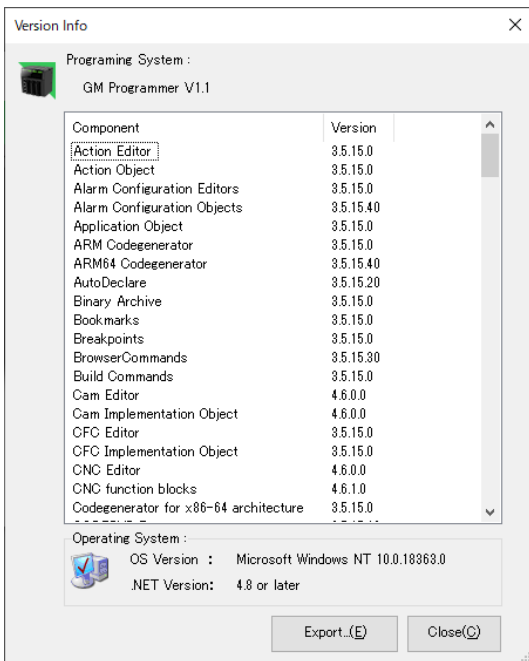 Version Info
Programing System :
GM Programmer V1.1
Component Version
Action Editor 3.5.15.0
Action Object 3.5.15.0
Alarm Configuration Editors 3.5.15.0
Alarm Configuration Objects 3.5.15.40
Application Object 3.5.15.0
ARM Codegenerator 3.5.15.0
ARM64 Codegenerator 3.5.15.40
AutoDeclare 3.5.15.20
Binary Archive 3.5.15.0
Bookmarks 3.5.15.0
Breakpoints 3.5.15.0
BrowserCommands 3.5.15.30
Build Commands 3.5.15.0
Cam Editor 4.6.0.0
Cam Implementation Object 4.6.0.0
CFC Editor 3.5.15.0
CFC Implementation Object 3.5.15.0
CNC Editor 4.6.0.0
CNC function blocks 4.6.1.0
Codegenerator for x86-64 architecture 3.5.15.0
Operating System :
OS Version : Microsoft Windows NT 10.0.18363.0
.NET Version: 4.8 or later
Export...(E) Close(C)